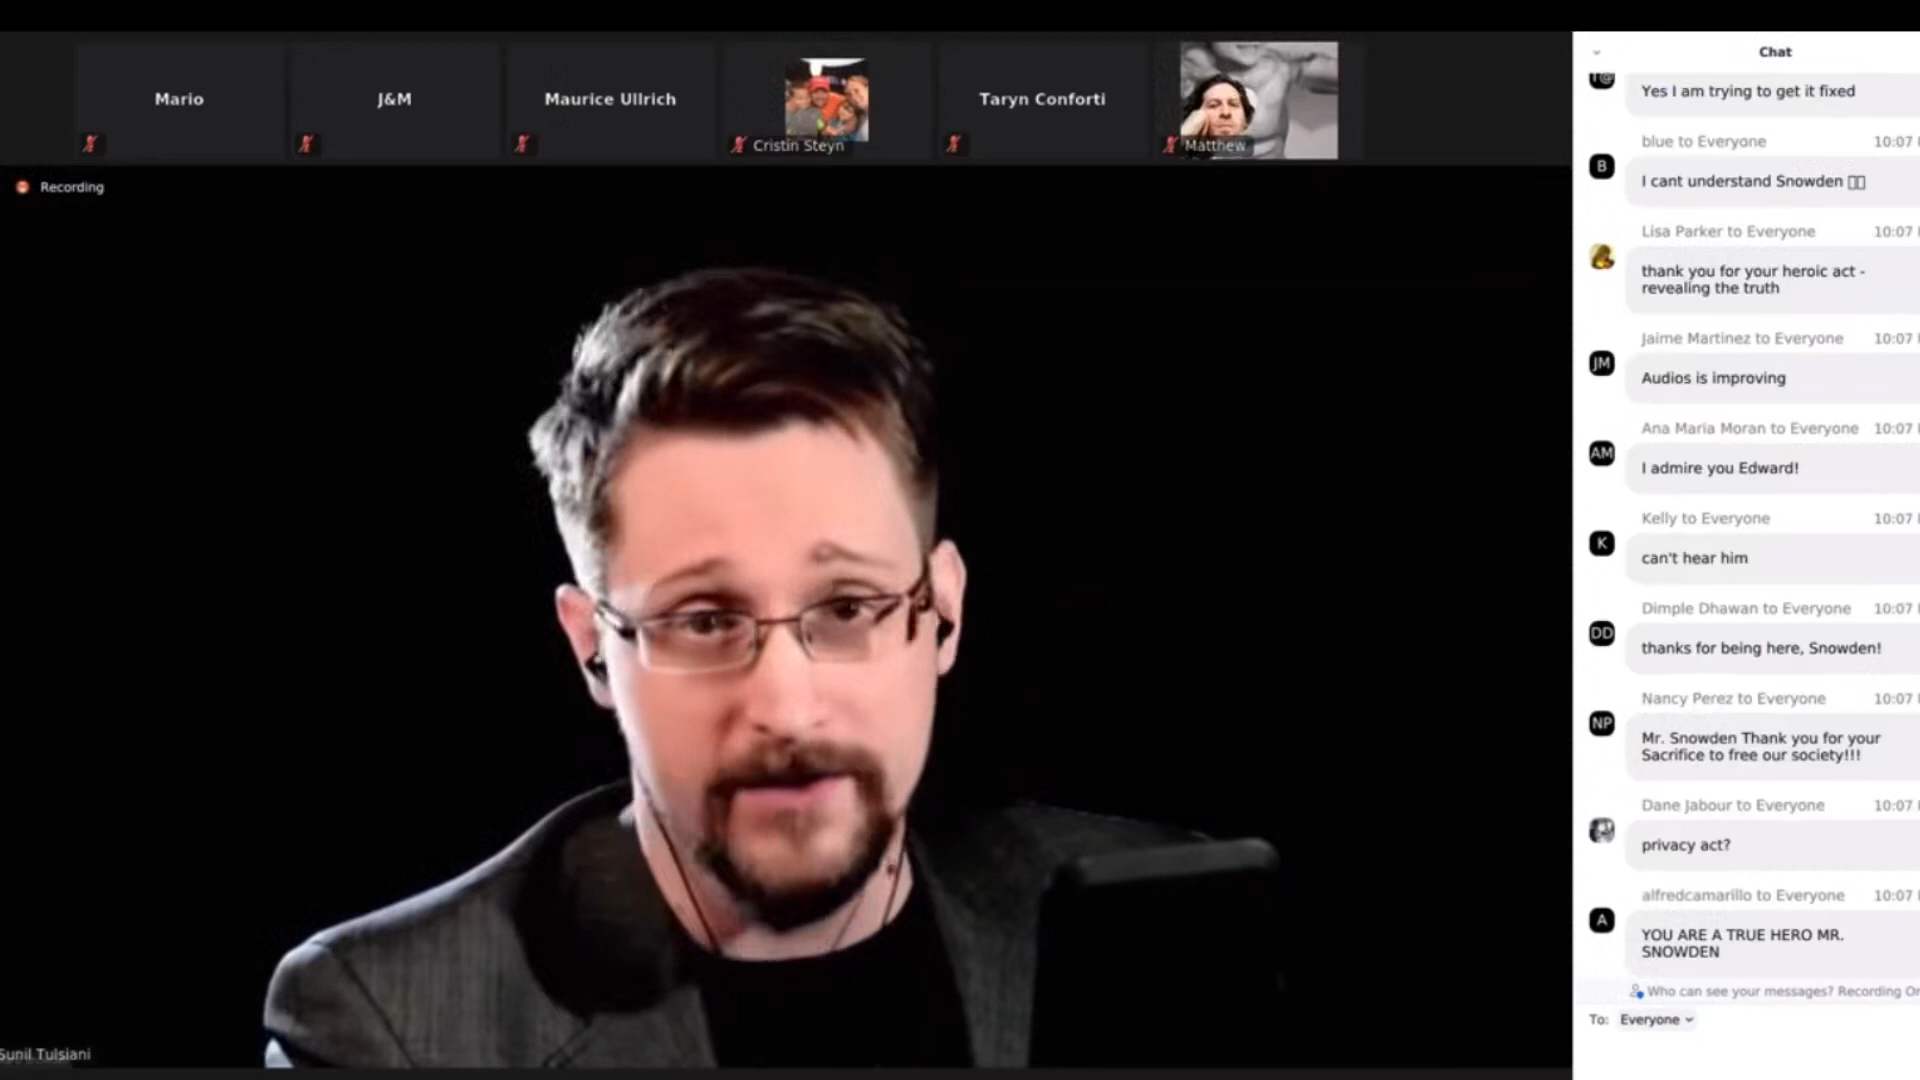 Mario
J&M
Maurice Ullrich
Cristin Steyn
Taryn Conforti
Matthew
Recording
Sunil Tulsiani
Chat
Yes I am trying to get it fixed
blue to Everyone 10:07
B
I cant understand Snowden
Lisa Parker to Everyone 10:07
thank you for your heroic act -
revealing the truth
Jaime Martinez to Everyone 10:07
JM
Audios is improving
Ana Maria Moran to Everyone 10:07
AM
I admire you Edward!
Kelly to Everyone 10:07
K
can't hear him
Dimple Dhawan to Everyone 10:07
DD
thanks for being here, Snowden!
Nancy Perez to Everyone 10:07
NP
Mr. Snowden Thank you for your
Sacrifice to free our society!!!
Dane Jabour to Everyone 10:07
privacy act?
alfredcamarillo to Everyone 10:07
A
YOU ARE A TRUE HERO MR.
SNOWDEN
Who can see your messages? Recording
To: Everyone